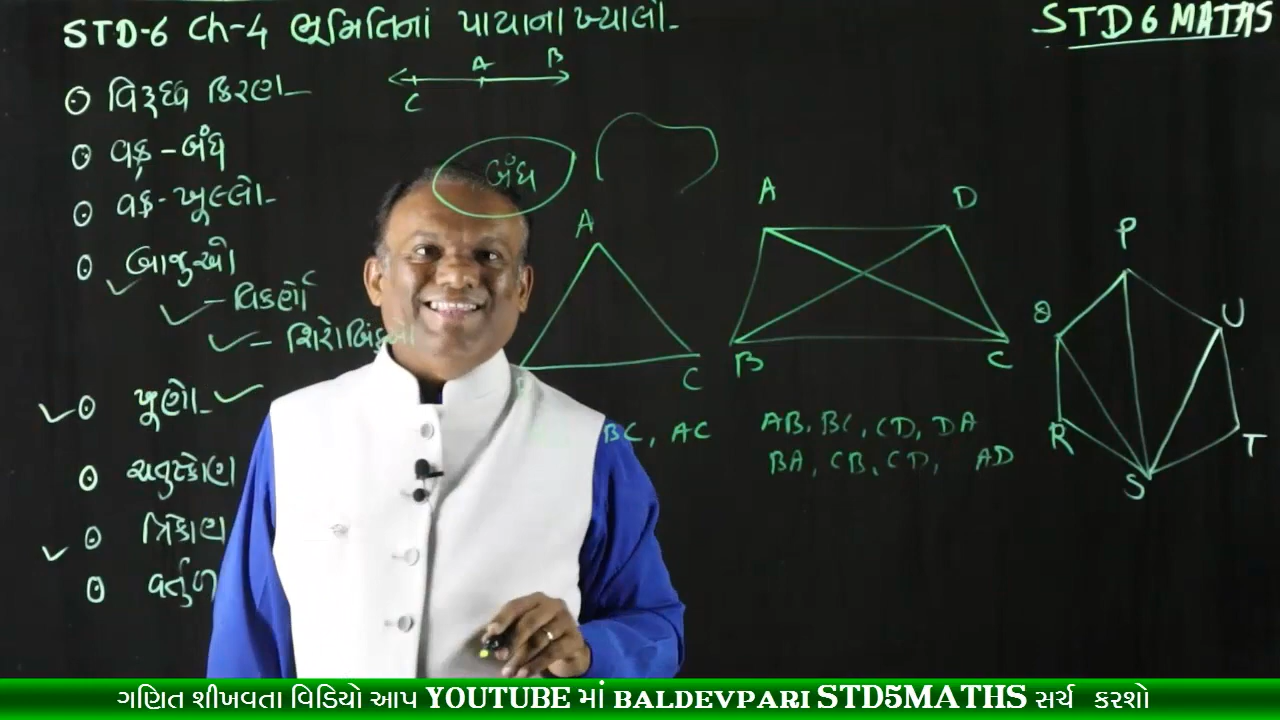 STD-6 Ch-4 ભૂમિતિનાં પાયાના ખ્યાલો-
STD 6 MATHS
⊙ વિરૂધ્ધ કિરણ-
C A B
⊙ વક્ર-બંધ
બંધ
⊙ વક્ર-ખુલ્લો-
⊙ બાજુઓ
✓ - વિકર્ણો
✓ - શિરોબિંદુઓ
✓ ⊙ ખૂણો- ✓
⊙ ચતુષ્કોણ
✓ ⊙ ત્રિકોણ
⊙ વર્તુળ
A
C
BC, AC
A D
B C
AB, BC, CD, DA
BA, CB, CD, AD
P
Q U
R T
S
ગણિત શીખવતા વિડિયો આપ YOUTUBE માં BALDEVPARI STD5MATHS સર્ચ કરશો